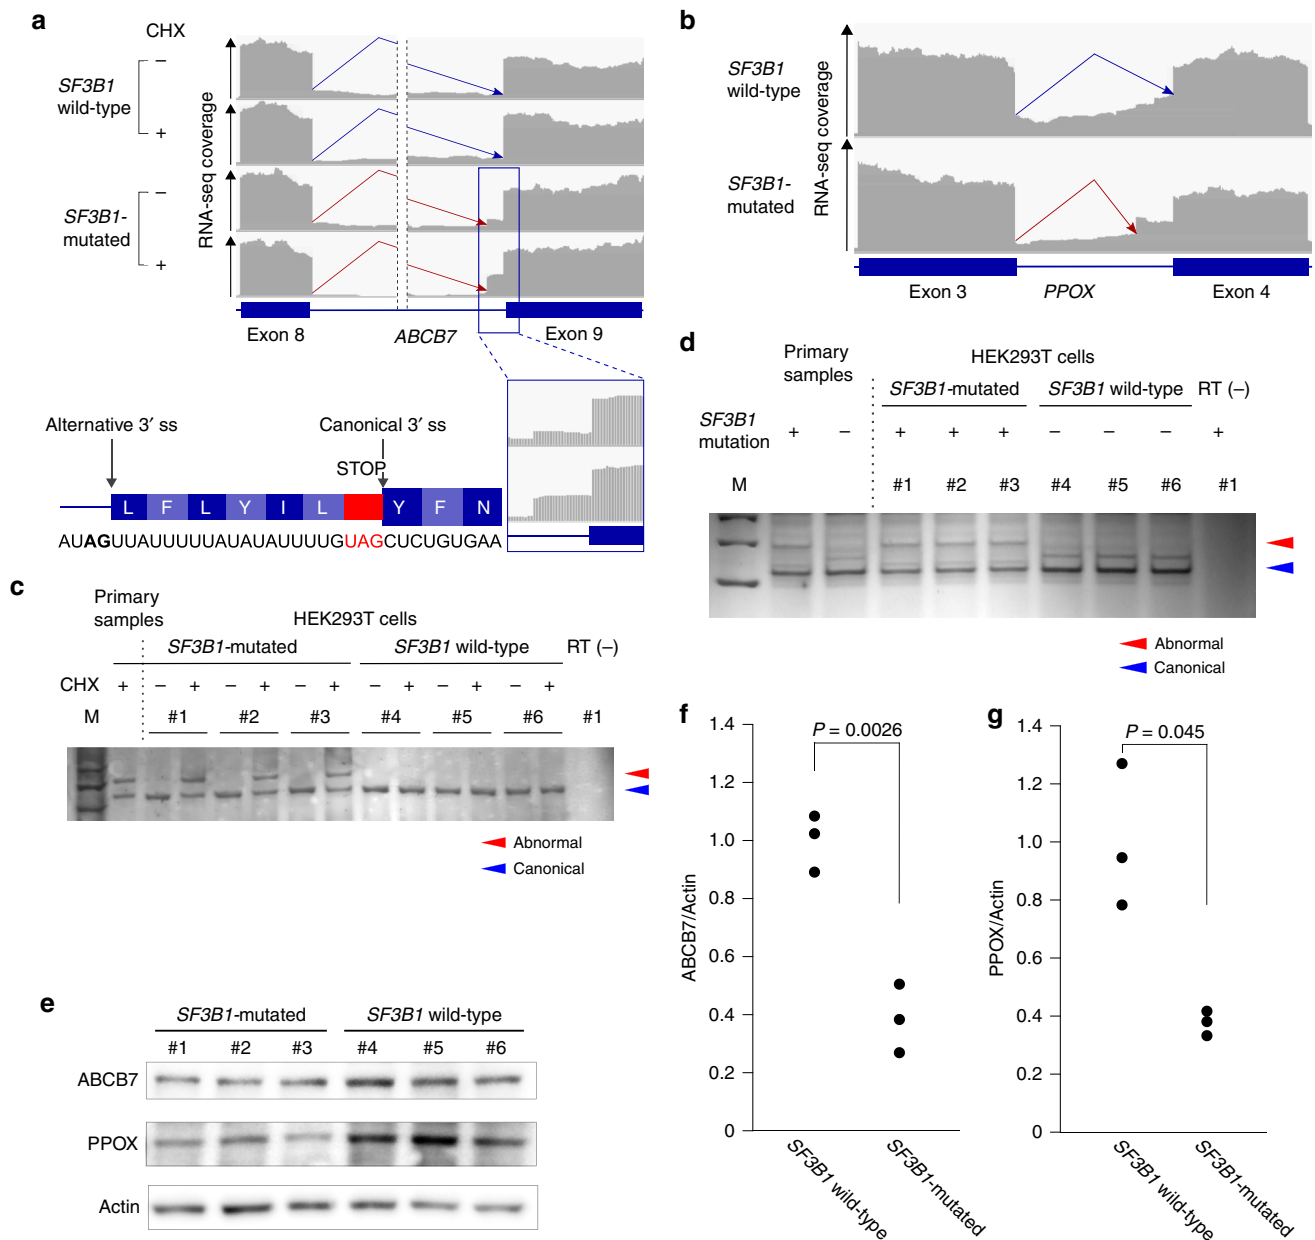 a
CHX
SF3B1
wild-type
−
+
SF3B1-
mutated
−
+
RNA-seq coverage
Exon 8
ABCB7
Exon 9
Alternative 3′ ss
Canonical 3′ ss
STOP
L F L Y I L Y F N
AUAGUUAUUUUUAUAUAUUUUGUAGCUCUGUGAA
b
SF3B1
wild-type
SF3B1-
mutated
RNA-seq coverage
Exon 3
PPOX
Exon 4
c
Primary
samples
HEK293T cells
SF3B1-mutated
SF3B1 wild-type
RT (−)
CHX + − + − + − + − + − + − +
M #1 #2 #3 #4 #5 #6 #1
Abnormal
Canonical
d
Primary
samples
HEK293T cells
SF3B1-mutated
SF3B1 wild-type
RT (−)
SF3B1
mutation
+ − + + + − − − +
M #1 #2 #3 #4 #5 #6 #1
Abnormal
Canonical
e
SF3B1-mutated
SF3B1 wild-type
#1 #2 #3 #4 #5 #6
ABCB7
PPOX
Actin
f
P = 0.0026
ABCB7/Actin
1.4
1.2
1.0
0.8
0.6
0.4
0.2
0
SF3B1 wild-type
SF3B1-mutated
g
P = 0.045
PPOX/Actin
1.4
1.2
1.0
0.8
0.6
0.4
0.2
0
SF3B1 wild-type
SF3B1-mutated